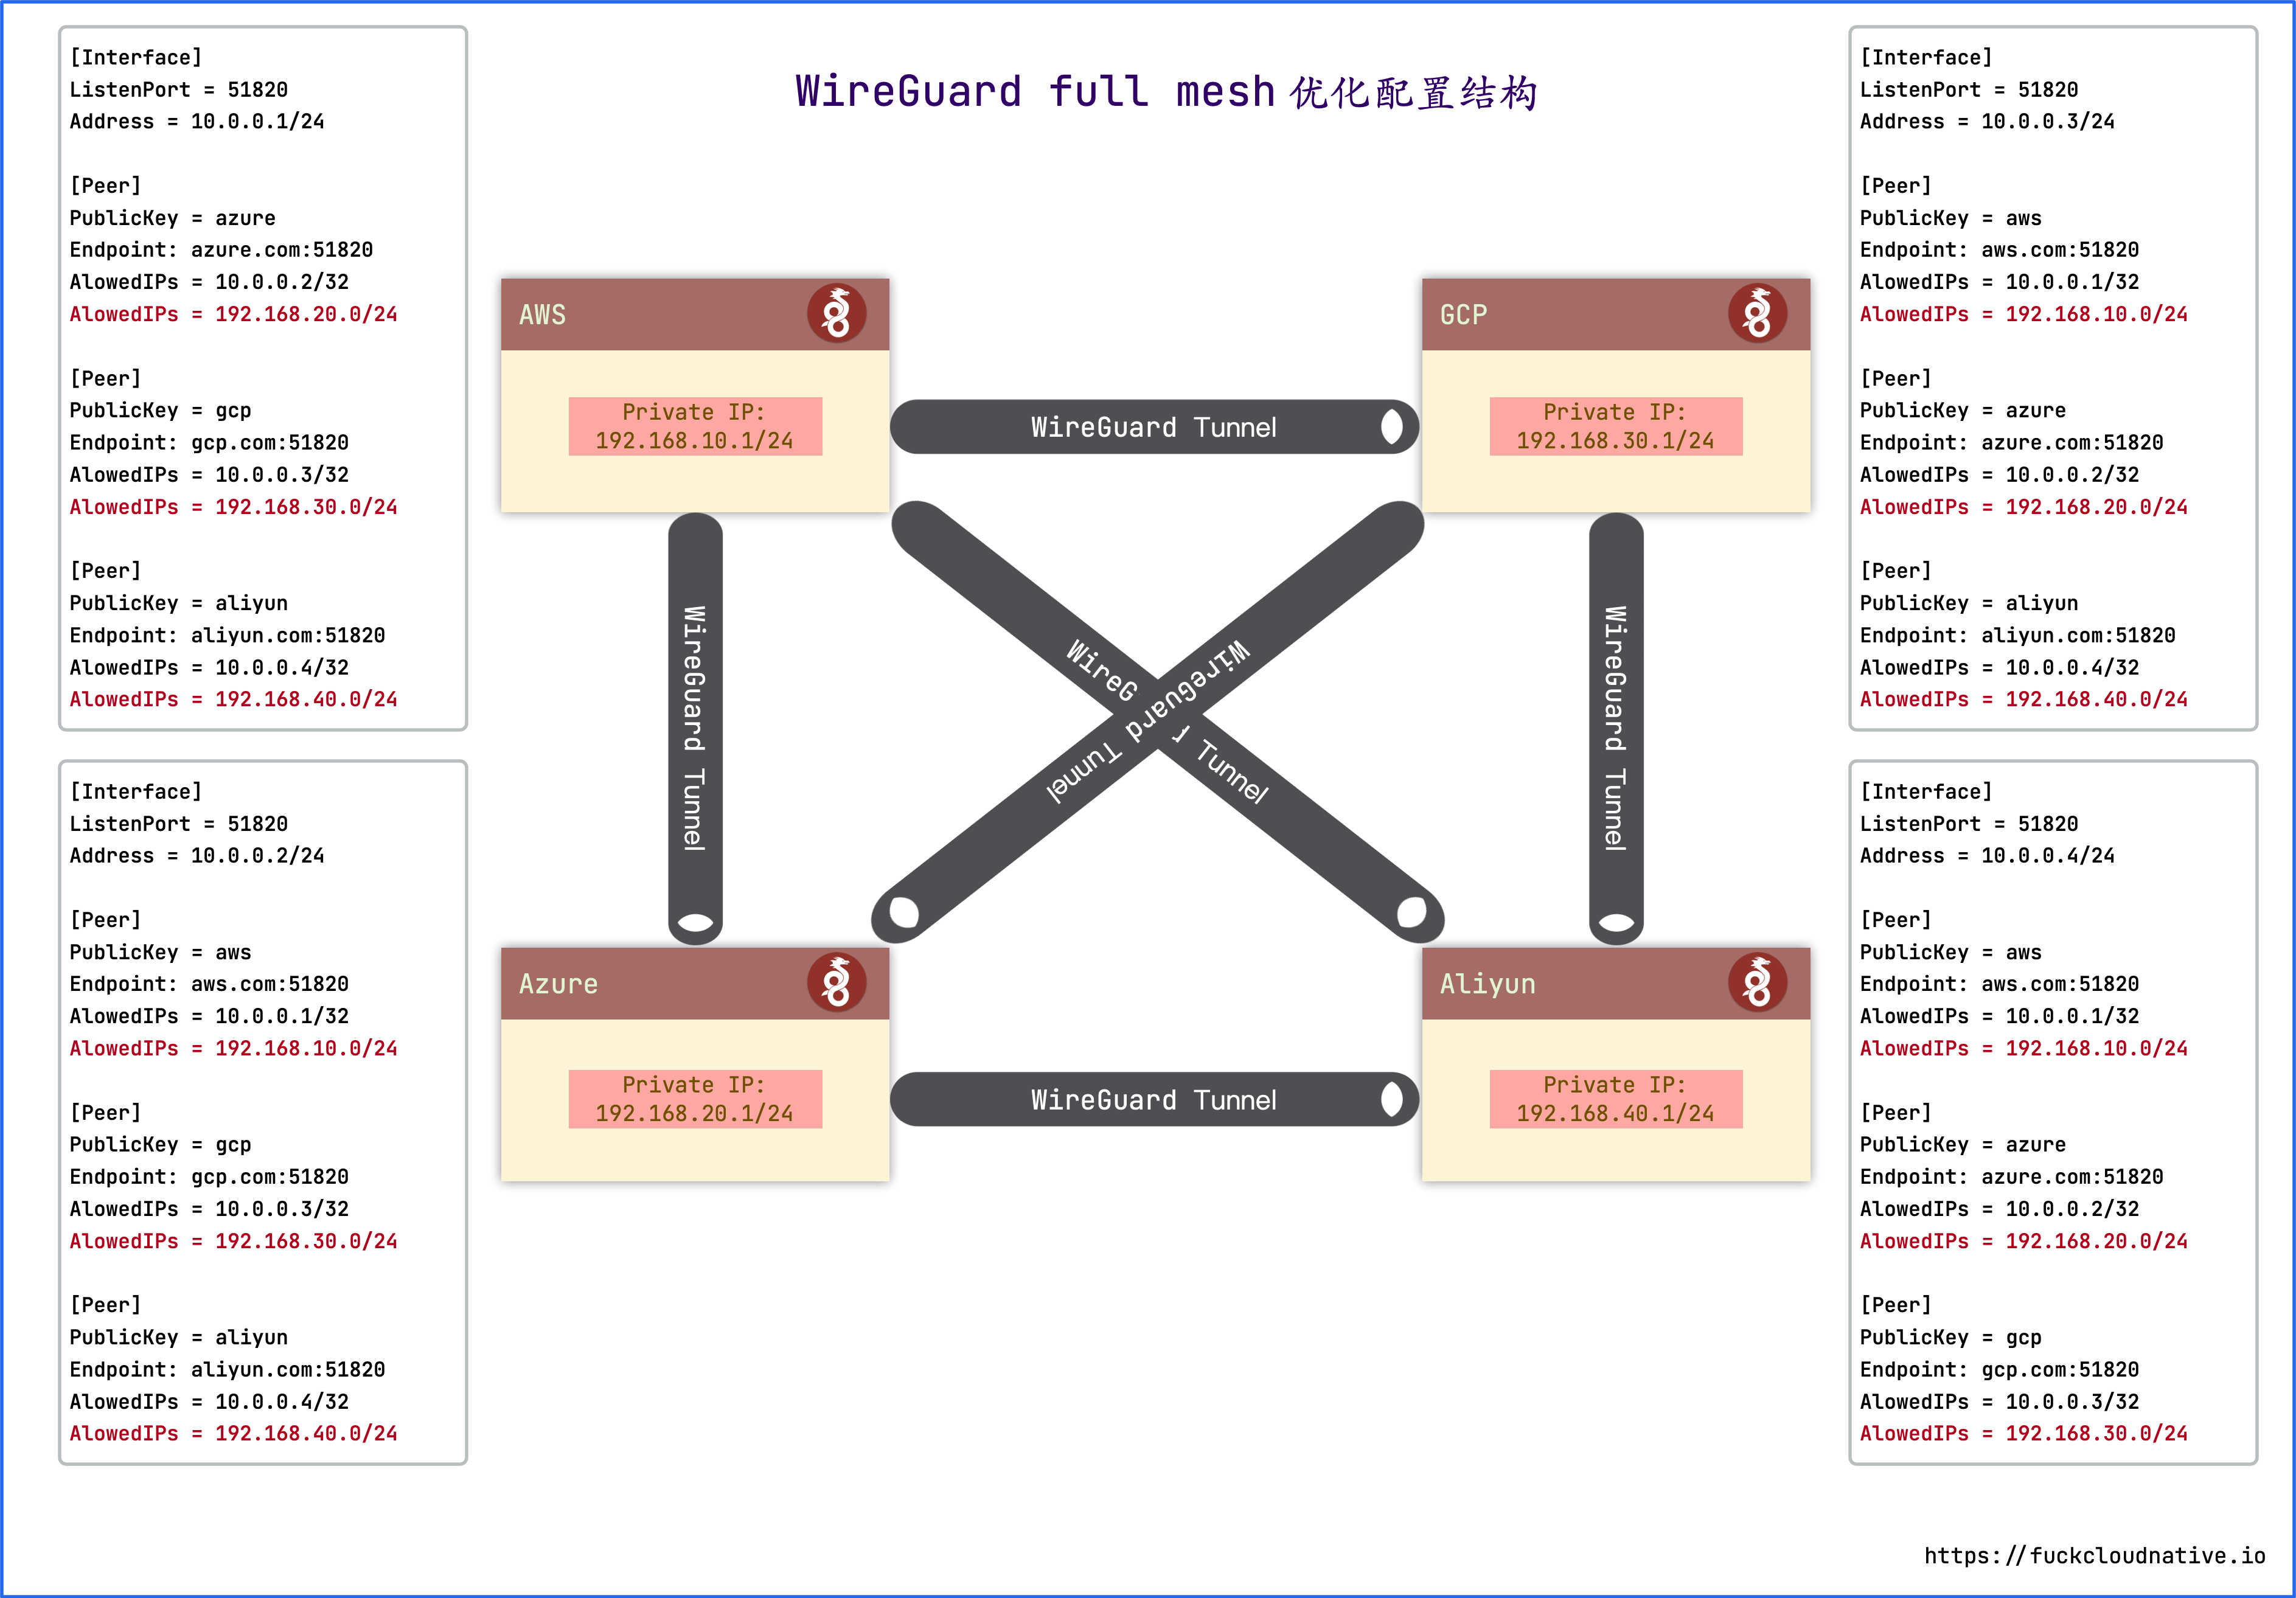 WireGuard full mesh 优化配置结构
[Interface]
ListenPort = 51820
Address = 10.0.0.1/24
[Peer]
PublicKey = azure
Endpoint: azure.com:51820
AlowedIPs = 10.0.0.2/32
AlowedIPs = 192.168.20.0/24
[Peer]
PublicKey = gcp
Endpoint: gcp.com:51820
AlowedIPs = 10.0.0.3/32
AlowedIPs = 192.168.30.0/24
[Peer]
PublicKey = aliyun
Endpoint: aliyun.com:51820
AlowedIPs = 10.0.0.4/32
AlowedIPs = 192.168.40.0/24
[Interface]
ListenPort = 51820
Address = 10.0.0.2/24
[Peer]
PublicKey = aws
Endpoint: aws.com:51820
AlowedIPs = 10.0.0.1/32
AlowedIPs = 192.168.10.0/24
[Peer]
PublicKey = gcp
Endpoint: gcp.com:51820
AlowedIPs = 10.0.0.3/32
AlowedIPs = 192.168.30.0/24
[Peer]
PublicKey = aliyun
Endpoint: aliyun.com:51820
AlowedIPs = 10.0.0.4/32
AlowedIPs = 192.168.40.0/24
AWS
Private IP:
192.168.10.1/24
WireGuard Tunnel
GCP
Private IP:
192.168.30.1/24
WireGuard Tunnel
WireG r Tunnel
WireGuard Tunnel
WireGuard Tunnel
Azure
Private IP:
192.168.20.1/24
WireGuard Tunnel
Aliyun
Private IP:
192.168.40.1/24
[Interface]
ListenPort = 51820
Address = 10.0.0.3/24
[Peer]
PublicKey = aws
Endpoint: aws.com:51820
AlowedIPs = 10.0.0.1/32
AlowedIPs = 192.168.10.0/24
[Peer]
PublicKey = azure
Endpoint: azure.com:51820
AlowedIPs = 10.0.0.2/32
AlowedIPs = 192.168.20.0/24
[Peer]
PublicKey = aliyun
Endpoint: aliyun.com:51820
AlowedIPs = 10.0.0.4/32
AlowedIPs = 192.168.40.0/24
[Interface]
ListenPort = 51820
Address = 10.0.0.4/24
[Peer]
PublicKey = aws
Endpoint: aws.com:51820
AlowedIPs = 10.0.0.1/32
AlowedIPs = 192.168.10.0/24
[Peer]
PublicKey = azure
Endpoint: azure.com:51820
AlowedIPs = 10.0.0.2/32
AlowedIPs = 192.168.20.0/24
[Peer]
PublicKey = gcp
Endpoint: gcp.com:51820
AlowedIPs = 10.0.0.3/32
AlowedIPs = 192.168.30.0/24
https://fuckcloudnative.io